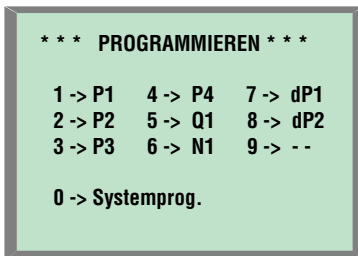 * * * PROGRAMMIEREN * * *
1 -> P1 4 -> P4 7 -> dP1
2 -> P2 5 -> Q1 8 -> dP2
3 -> P3 6 -> N1 9 -> - -
0 -> Systemprog.